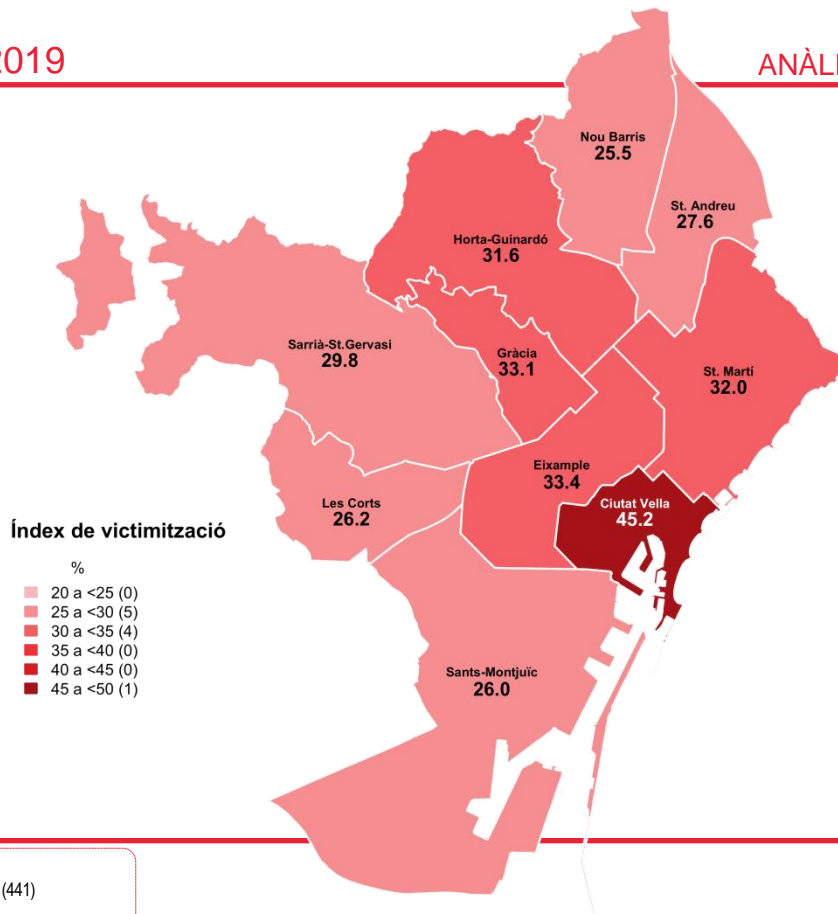 2019
ANÀLI
Nou Barris
25.5
St. Andreu
27.6
Horta-Guinardó
31.6
Sarrià-St.Gervasi
29.8
Gràcia
33.1
St. Martí
32.0
Eixample
33.4
Les Corts
26.2
Ciutat Vella
45.2
Índex de victimització
%
20 a <25 (0)
25 a <30 (5)
30 a <35 (4)
35 a <40 (0)
40 a <45 (0)
45 a <50 (1)
Sants-Montjuïc
26.0
(441)